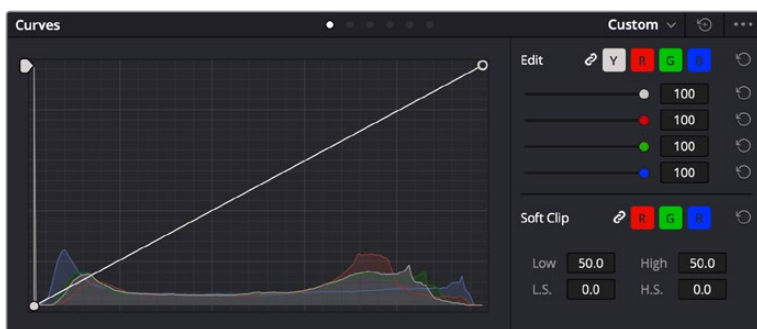 Curves Custom
Edit Y R G B
100
100
100
100
Soft Clip R G B
Low 50.0 High 50.0
L.S. 0.0 H.S. 0.0